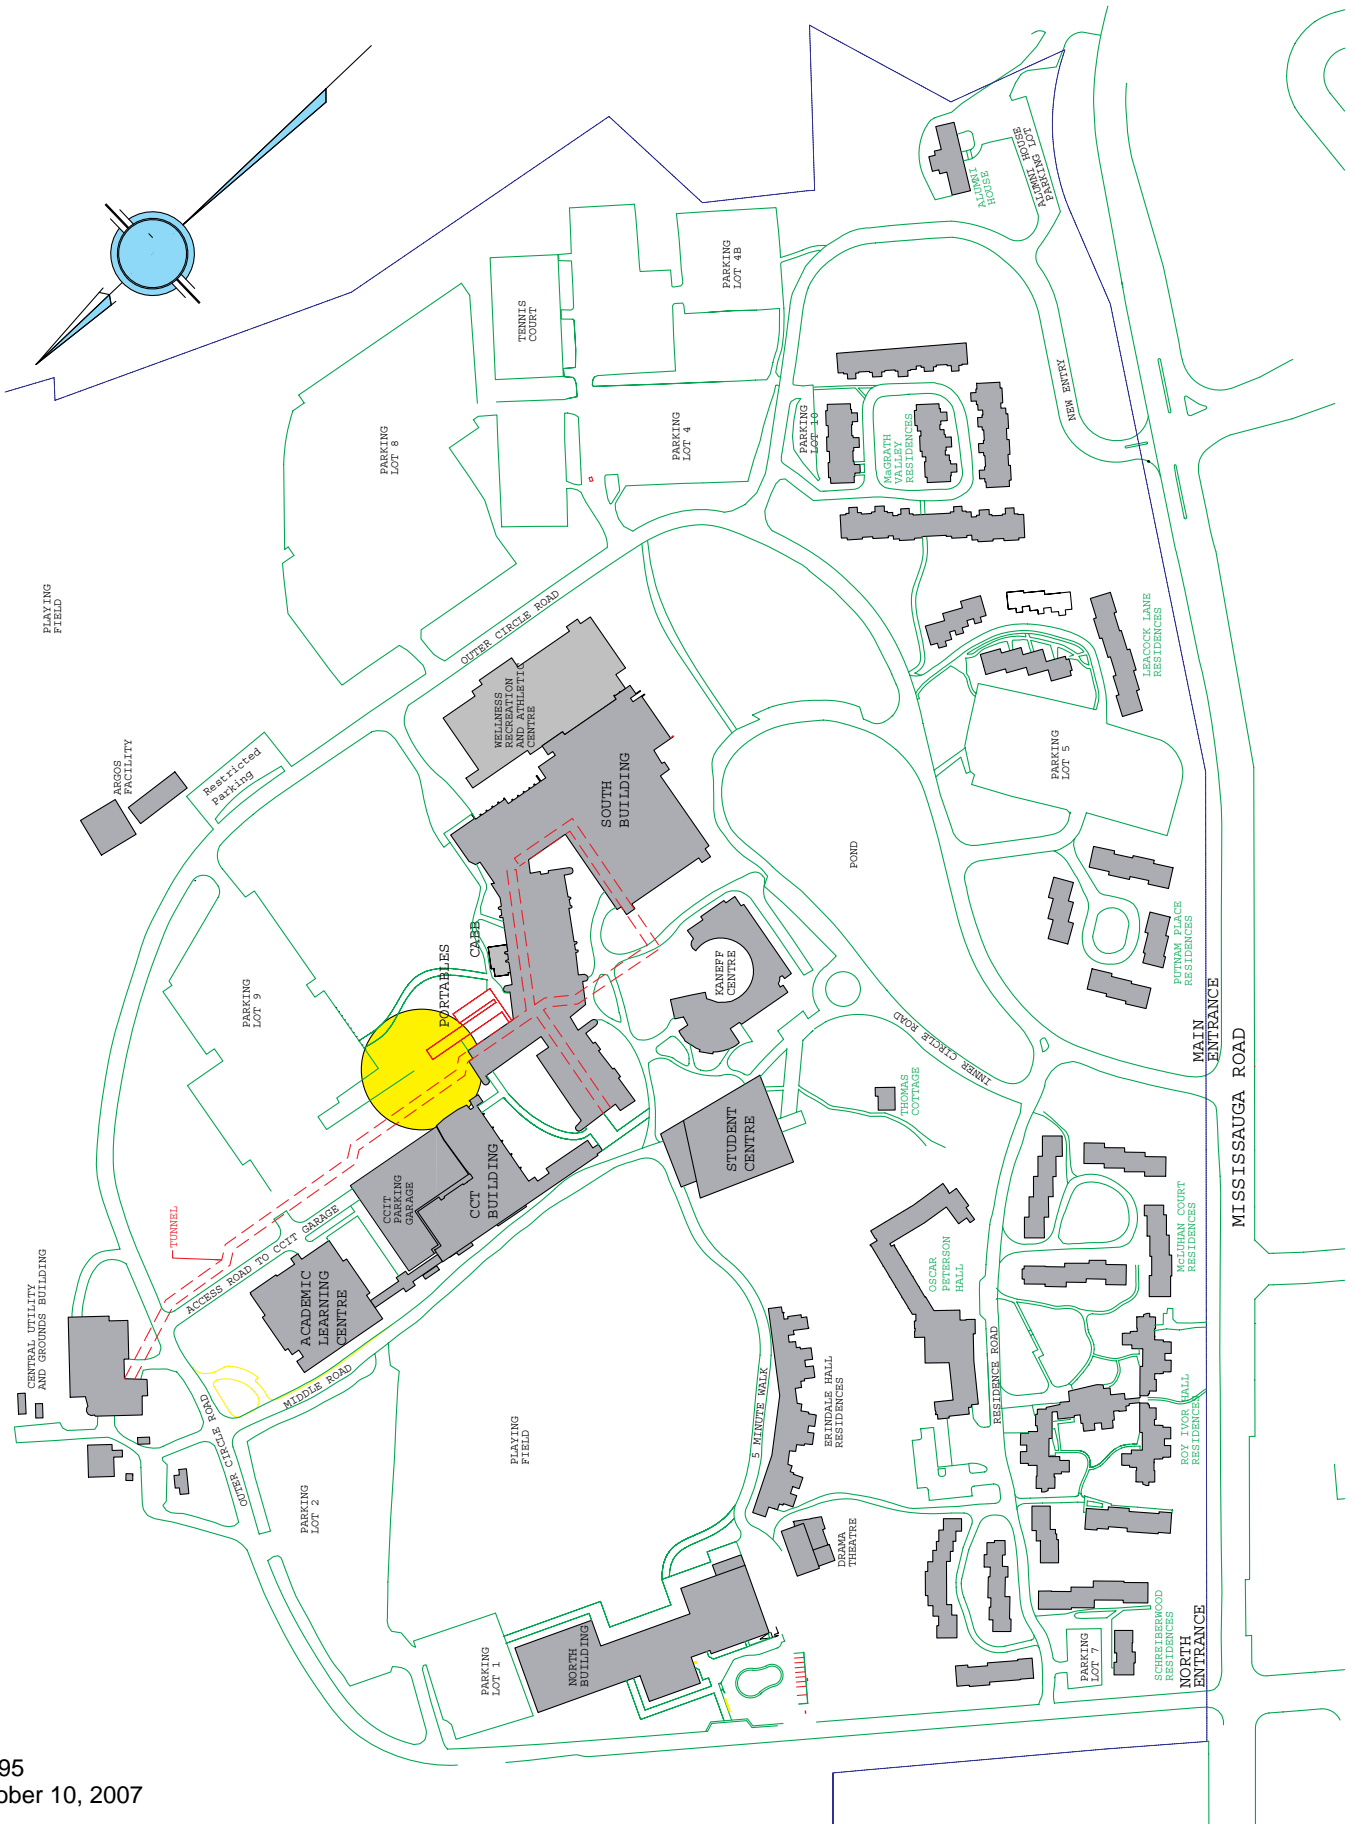 ALUMNI HOUSE
PARKING LOT
ALUMNI
HOUSE
PARKING
LOT 4B
TENNIS
COURT
NEW ENTRY
PARKING
LOT 8
PARKING
LOT 4
PARKING
LOT 10
MaGRATH
VALLEY
RESIDENCES
PLAYING
FIELD
OUTER CIRCLE ROAD
LEACOCK LANE
RESIDENCES
WELLNESS
RECREATION
AND ATHLETIC
CENTRE
PARKING
LOT 5
ARGOS
FACILITY
Restricted
Parking
SOUTH
BUILDING
POND
PUTNAM PLACE
RESIDENCES
CABB
PORTABLES
KANEFF
CENTRE
PARKING
LOT 9
INNER CIRCLE ROAD
MAIN
ENTRANCE
MISSISSAUGA ROAD
THOMAS
COTTAGE
STUDENT
CENTRE
CCT
BUILDING
CCIT
PARKING
GARAGE
TUNNEL
ACCESS ROAD TO CCIT GARAGE
McLUHAN COURT
RESIDENCES
OSCAR
PETERSON
HALL
ACADEMIC
LEARNING
CENTRE
CENTRAL UTILITY
AND GROUNDS BUILDING
MIDDLE ROAD
RESIDENCE ROAD
5 MINUTE WALK
ERINDALE HALL
RESIDENCES
ROY IVOR HALL
RESIDENCES
OUTER CIRCLE ROAD
PLAYING
FIELD
PARKING
LOT 2
DRAMA
THEATRE
PARKING
LOT 1
NORTH
BUILDING
PARKING
LOT 7
SCHREIBERWOOD
RESIDENCES
NORTH
ENTRANCE
95
ober 10, 2007